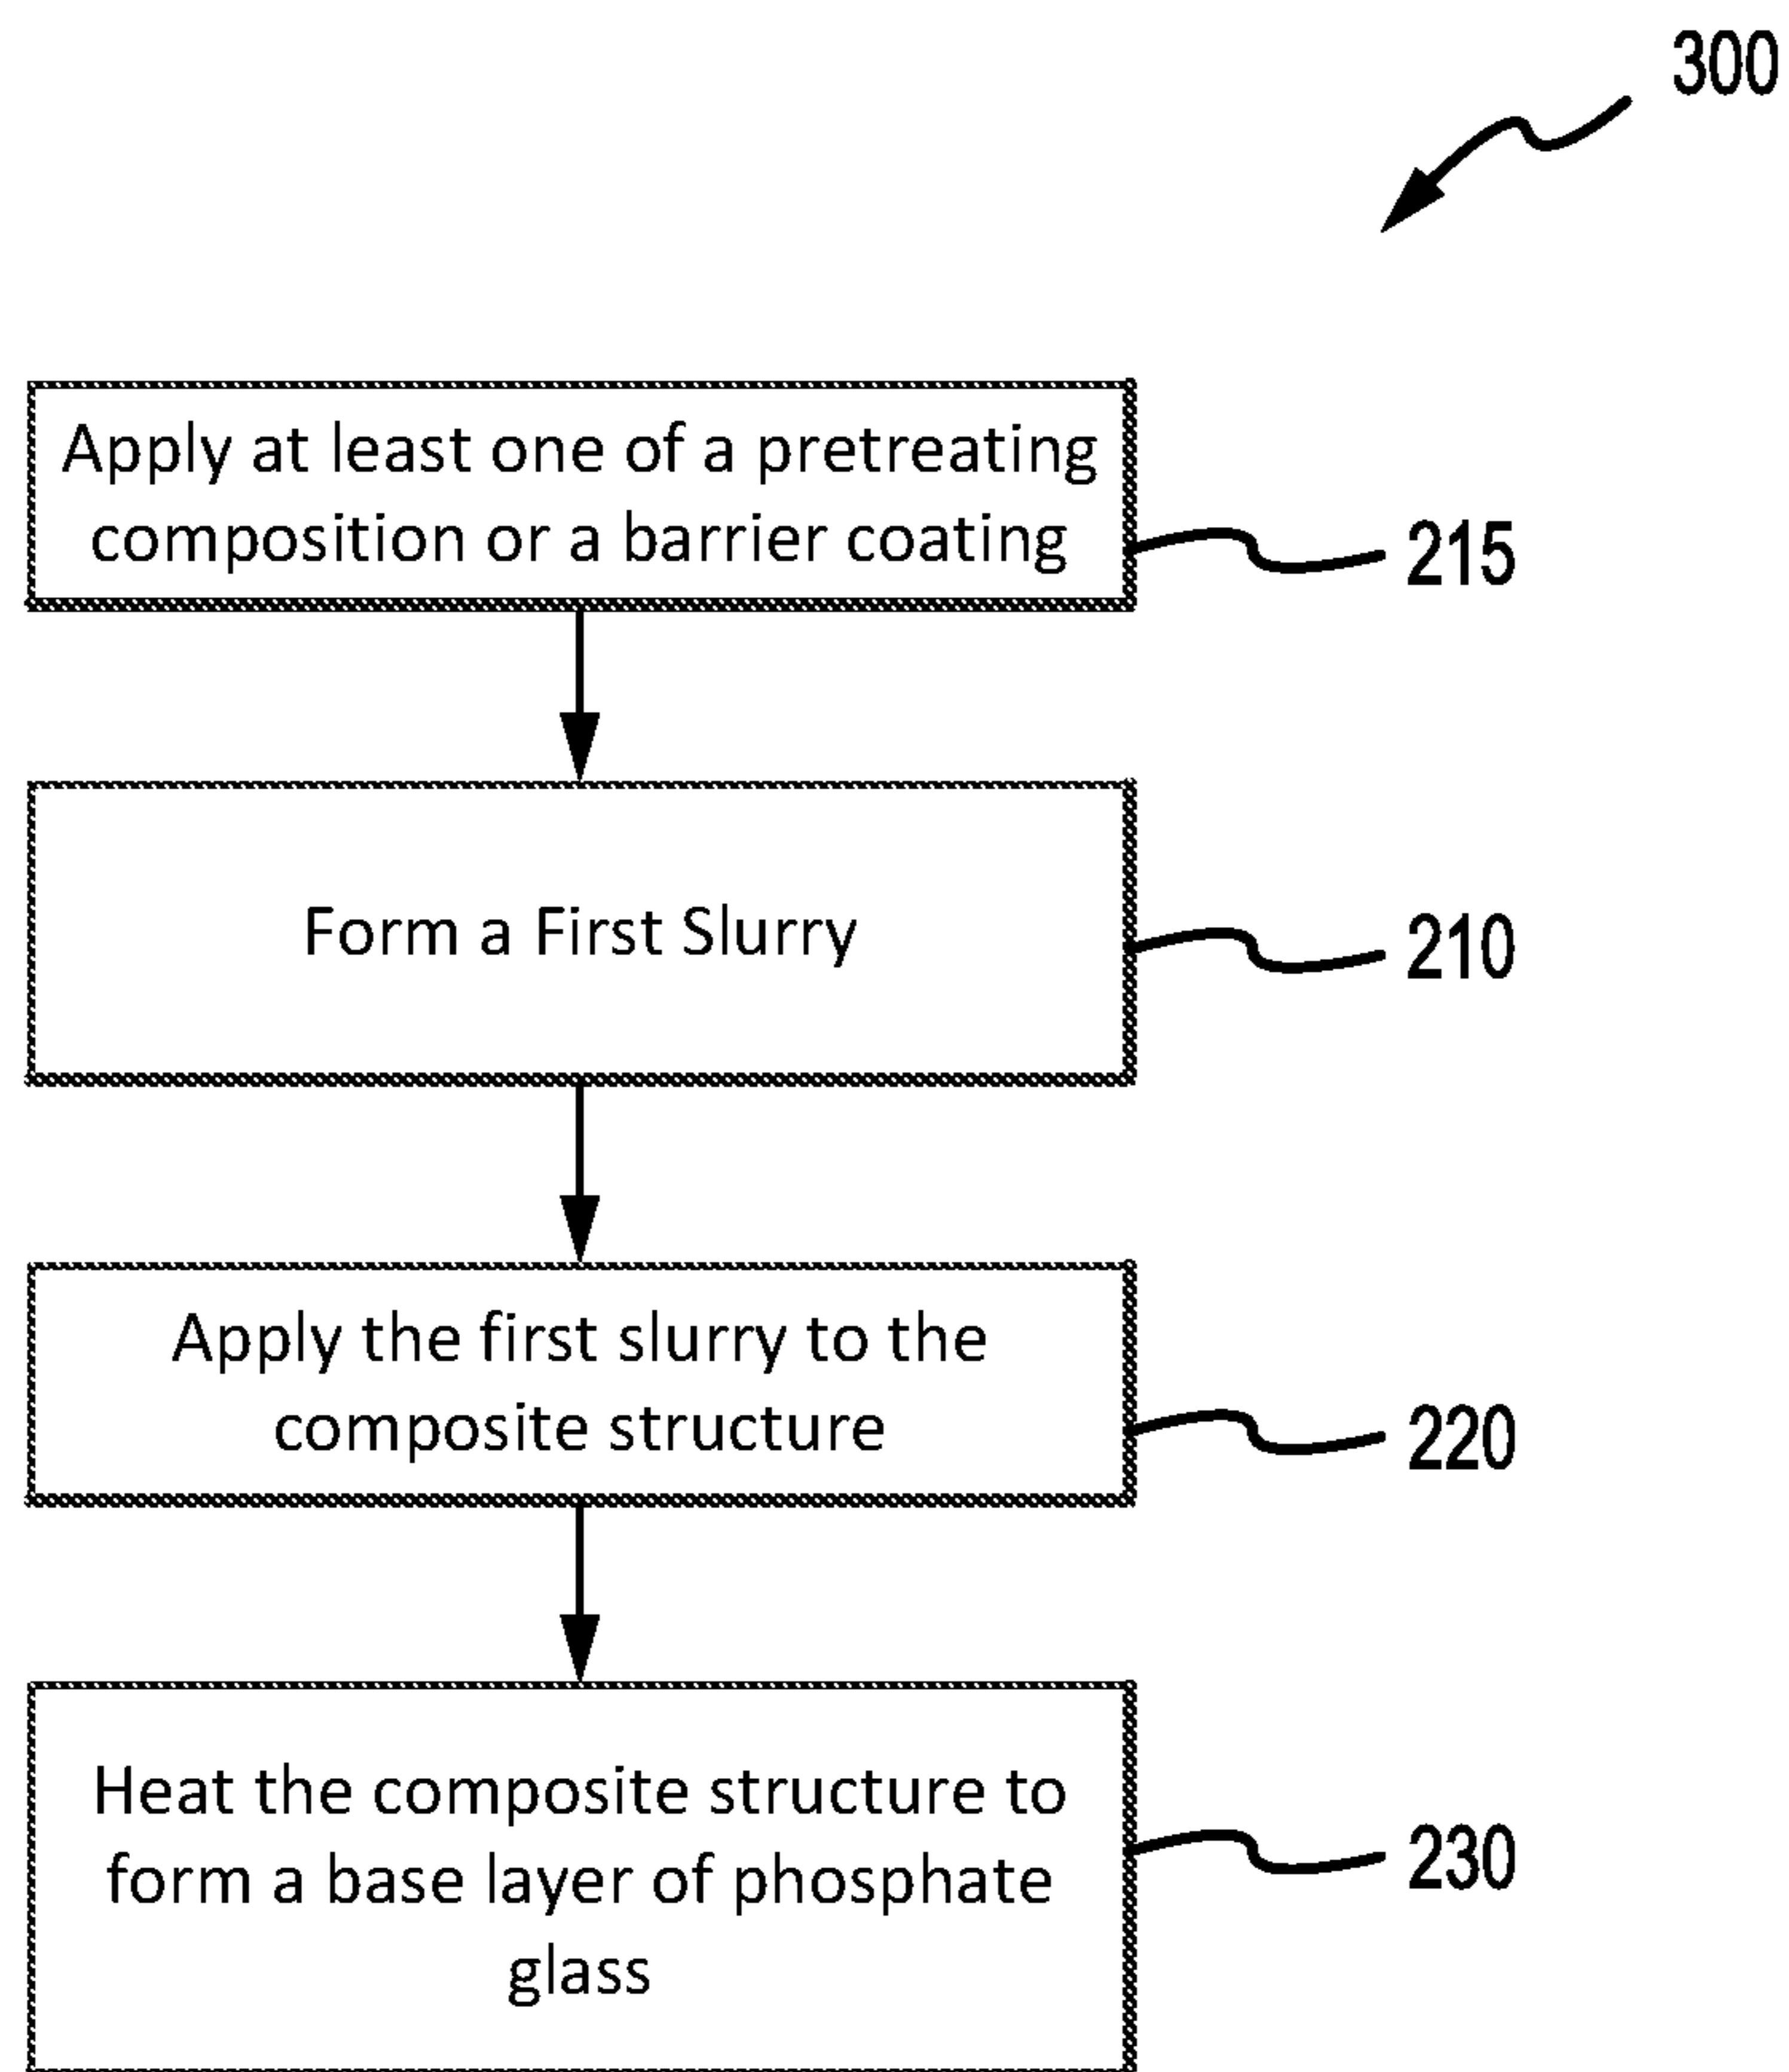 300
Apply at least one of a pretreating
composition or a barrier coating
215
Form a First Slurry
210
Apply the first slurry to the
composite structure
220
Heat the composite structure to
form a base layer of phosphate
glass
230